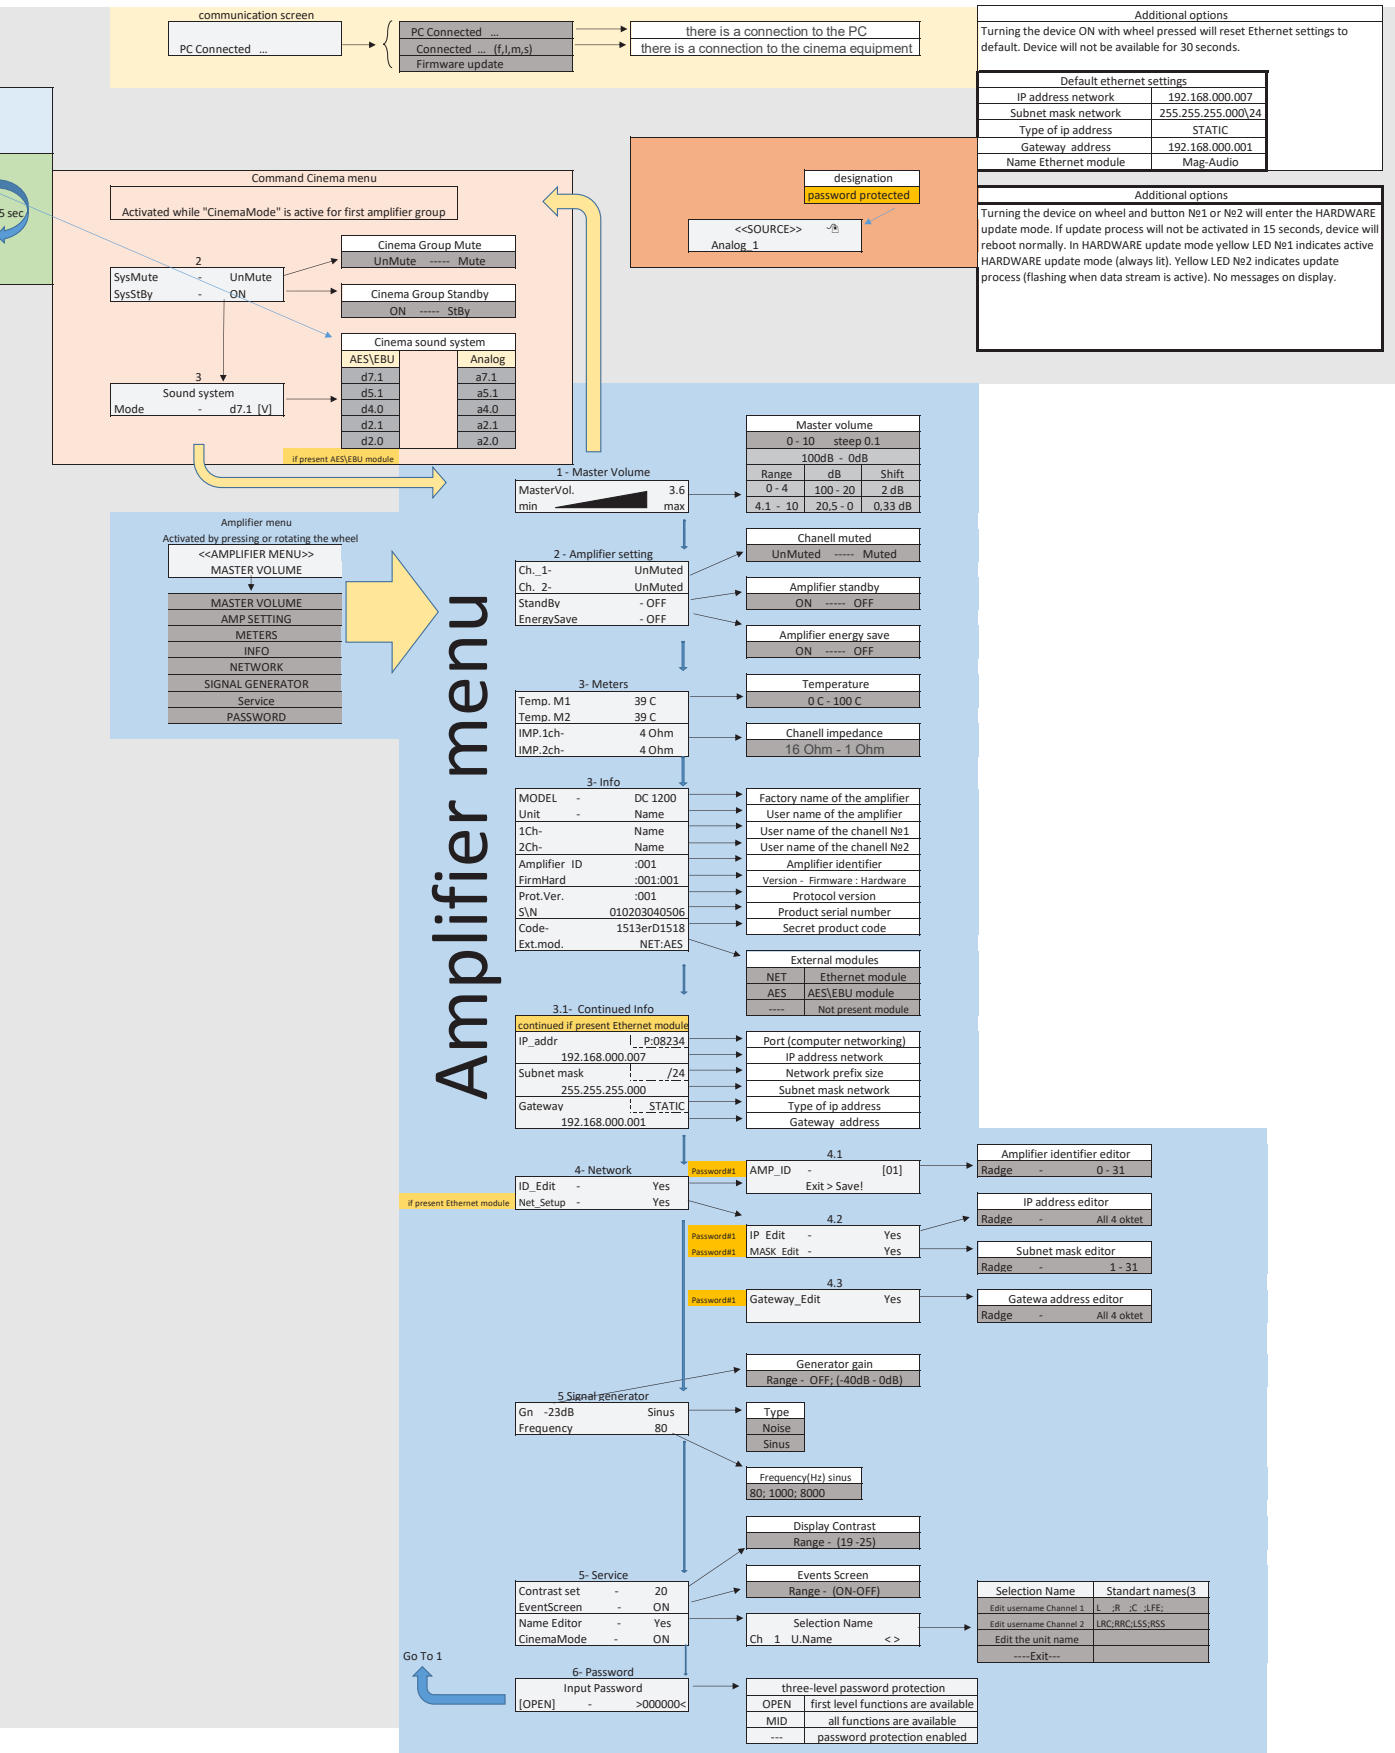 communication screen
PC Connected ...
PC Connected ...
Connected ... (f,I,m,s)
Firmware update
there is a connection to the PC
there is a connection to the cinema equipment
Additional options
Turning the device ON with wheel pressed will reset Ethernet settings to
default. Device will not be available for 30 seconds.
Default ethernet settings
IP address network 192.168.000.007
Subnet mask network 255.255.255.000\24
Type of ip address STATIC
Gateway address 192.168.000.001
Name Ethernet module Mag-Audio
Additional options
Turning the device on wheel and button №1 or №2 will enter the HARDWARE
update mode. If update process will not be activated in 15 seconds, device will
reboot normally. In HARDWARE update mode yellow LED №1 indicates active
HARDWARE update mode (always lit). Yellow LED №2 indicates update
process (flashing when data stream is active). No messages on display.
designation
password protected
<<SOURCE>>
Analog_1
5 sec
Command Cinema menu
Activated while "CinemaMode" is active for first amplifier group
2
SysMute - UnMute
SysStBy - ON
Cinema Group Mute
UnMute ----- Mute
Cinema Group Standby
ON ----- StBy
3
Sound system
Mode - d7.1 [V]
Cinema sound system
AES\EBU Analog
d7.1 a7.1
d5.1 a5.1
d4.0 a4.0
d2.1 a2.1
d2.0 a2.0
if present AES\EBU module
Amplifier menu
Activated by pressing or rotating the wheel
<<AMPLIFIER MENU>>
MASTER VOLUME
MASTER VOLUME
AMP SETTING
METERS
INFO
NETWORK
SIGNAL GENERATOR
Service
PASSWORD
Amplifier menu
1 - Master Volume
MasterVol. 3.6
min max
Master volume
0 - 10 steep 0.1
100dB - 0dB
Range dB Shift
0 - 4 100 - 20 2 dB
4.1 - 10 20,5 - 0 0,33 dB
2 - Amplifier setting
Ch._1- UnMuted
Ch. 2- UnMuted
StandBy - OFF
EnergySave - OFF
Chanell muted
UnMuted ----- Muted
Amplifier standby
ON ----- OFF
Amplifier energy save
ON ----- OFF
3- Meters
Temp. M1 39 C
Temp. M2 39 C
IMP.1ch- 4 Ohm
IMP.2ch- 4 Ohm
Temperature
0 C - 100 C
Chanell impedance
16 Ohm - 1 Ohm
3- Info
MODEL - DC 1200
Unit - Name
1Ch- Name
2Ch- Name
Amplifier ID :001
FirmHard :001:001
Prot.Ver. :001
S\N 010203040506
Code- 1513erD1518
Ext.mod. NET:AES
Factory name of the amplifier
User name of the amplifier
User name of the chanell №1
User name of the chanell №2
Amplifier identifier
Version - Firmware : Hardware
Protocol version
Product serial number
Secret product code
External modules
NET Ethernet module
AES AES\EBU module
---- Not present module
3.1- Continued Info
continued if present Ethernet module
IP_addr P:08234
192.168.000.007
Subnet mask /24
255.255.255.000
Gateway STATIC
192.168.000.001
Port (computer networking)
IP address network
Network prefix size
Subnet mask network
Type of ip address
Gateway address
4- Network
ID_Edit - Yes
if present Ethernet module Net_Setup - Yes
4.1
Password#1 AMP_ID - [01]
Exit > Save!
Amplifier identifier editor
Radge - 0 - 31
4.2
Password#1 IP Edit - Yes
Password#1 MASK Edit - Yes
IP address editor
Radge - All 4 oktet
Subnet mask editor
Radge - 1 - 31
4.3
Password#1 Gateway_Edit Yes
Gatewa address editor
Radge - All 4 oktet
5 Signal generator
Gn -23dB Sinus
Frequency 80
Generator gain
Range - OFF; (-40dB - 0dB)
Type
Noise
Sinus
Frequency(Hz) sinus
80; 1000; 8000
5- Service
Contrast set - 20
EventScreen - ON
Name Editor - Yes
CinemaMode - ON
Display Contrast
Range - (19 -25)
Events Screen
Range - (ON-OFF)
Selection Name
Ch 1 U.Name < >
Selection Name Standart names(3
Edit username Channel 1 L ;R ;C ;LFE;
Edit username Channel 2 LRC;RRC;LSS;RSS
Edit the unit name
----Exit---
Go To 1
6- Password
Input Password
[OPEN] - >000000<
three-level password protection
OPEN first level functions are available
MID all functions are available
--- password protection enabled